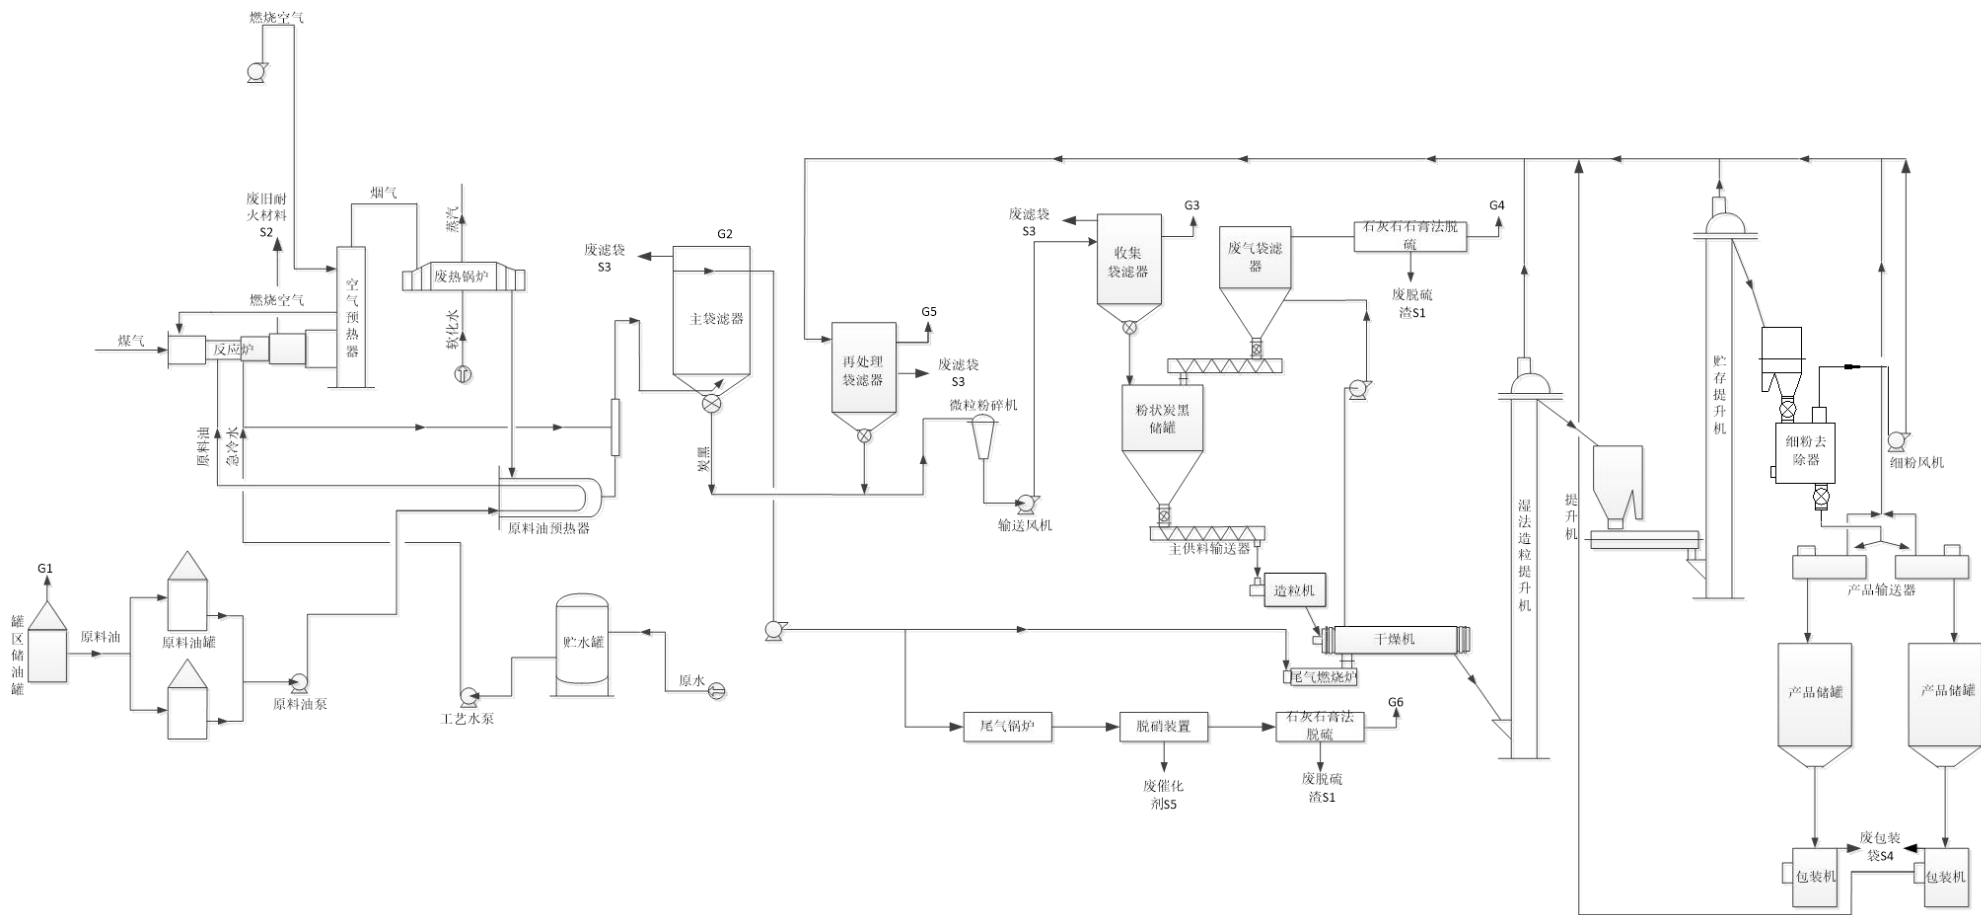 燃烧空气
废旧耐
火材料
S2
烟气
蒸汽
废热锅炉
软化水
燃烧空气
空气预热器
煤气
反应炉
原料油
急冷水
原料油预热器
G1
罐区储油罐
原料油
原料油罐
原料油泵
工艺水泵
贮水罐
原水
G2
废滤袋
S3
主袋滤器
炭黑
G5
再处理
袋滤器
废滤袋
S3
微粒粉碎机
输送风机
废滤袋
S3
G3
收集
袋滤器
废气袋滤
器
石灰石石膏法脱
硫
G4
废脱硫
渣S1
粉状炭黑
储罐
主供料输送器
造粒机
干燥机
尾气燃烧炉
尾气锅炉
脱硝装置
石灰石膏法
脱硫
G6
废催化
剂S5
废脱硫
渣S1
湿法造粒提升机
提升机
贮存提升机
细粉去
除器
细粉风机
产品输送器
产品储罐
产品储罐
废包装
袋S4
包装机
包装机